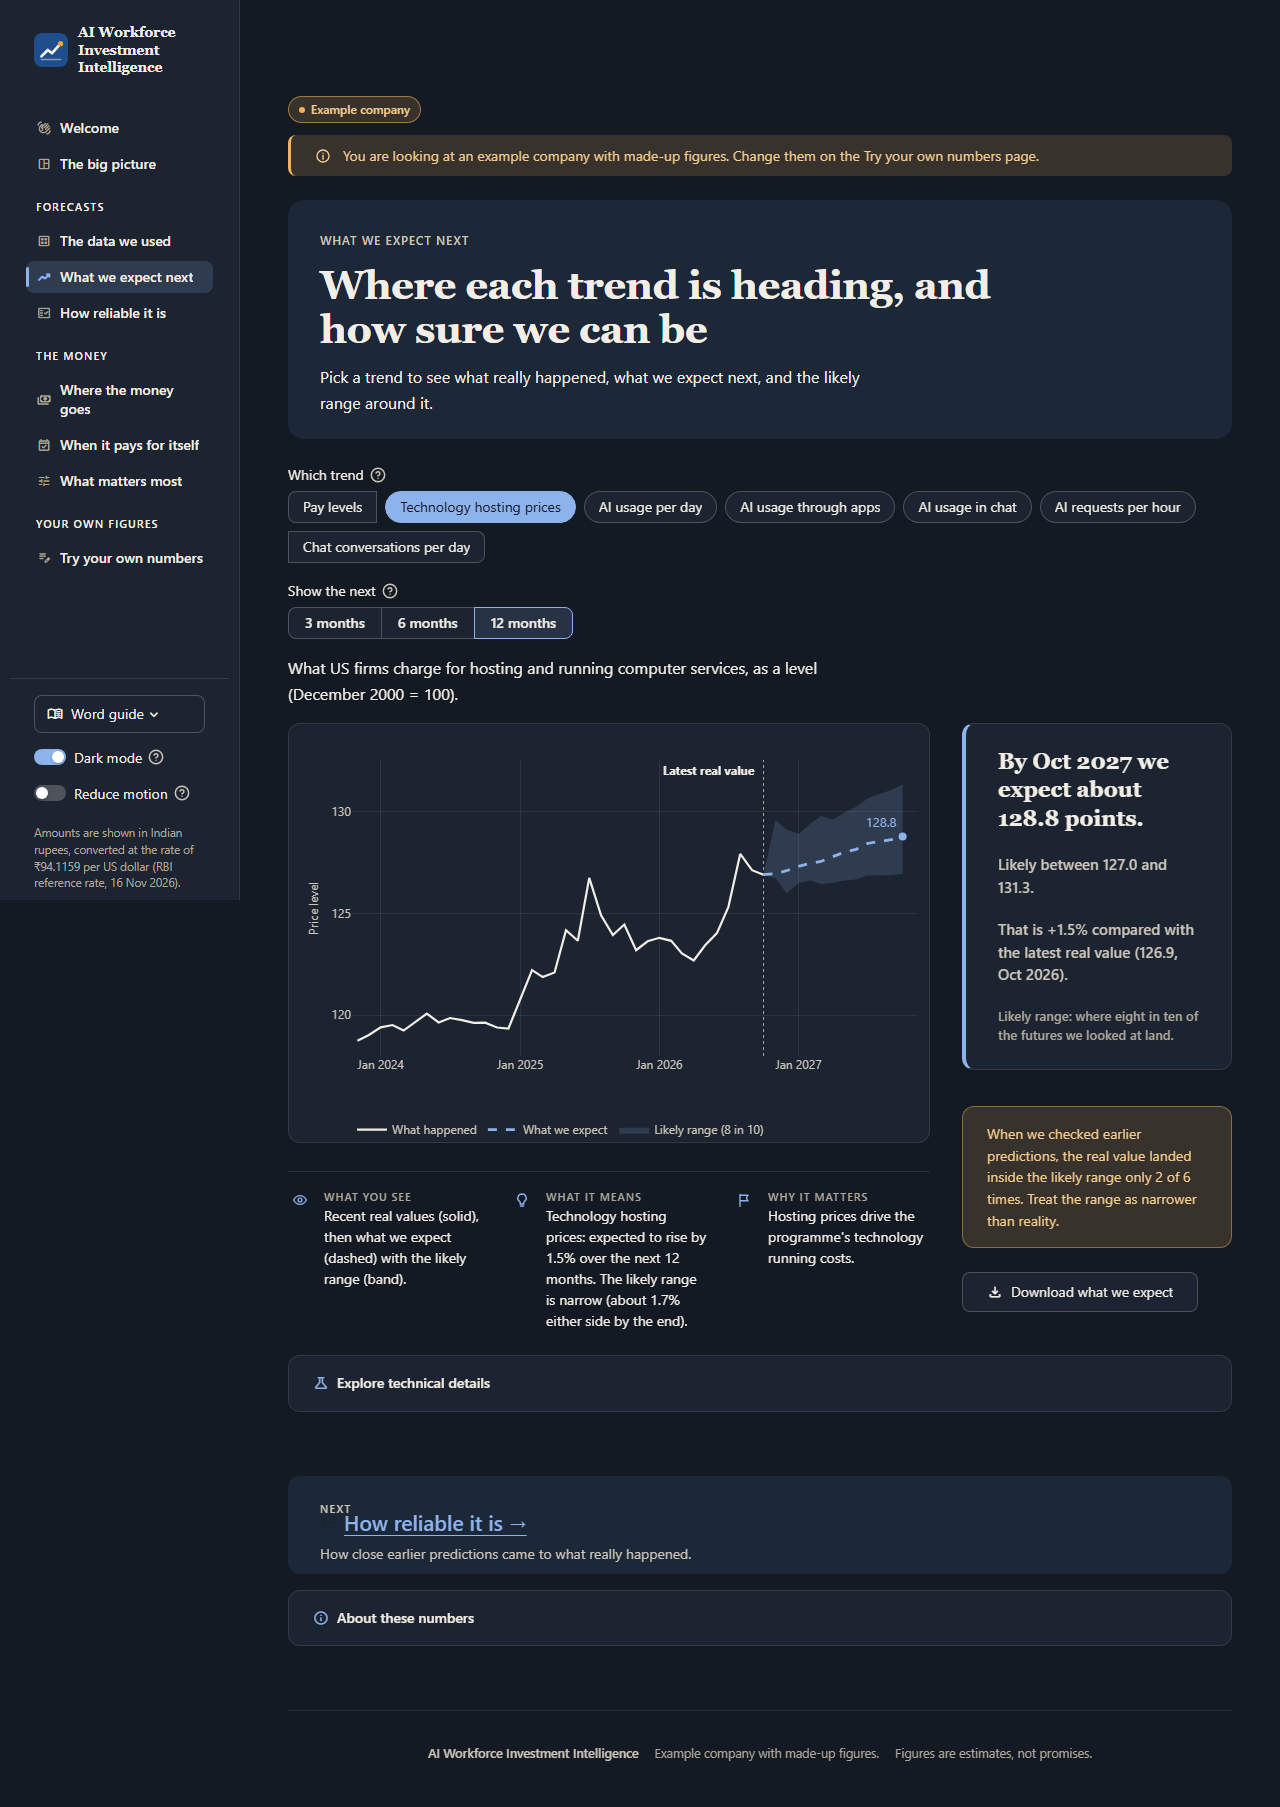 AI Workforce
Investment
Intelligence
Welcome
The big picture
FORECASTS
The data we used
What we expect next
How reliable it is
THE MONEY
Where the money
goes
When it pays for itself
What matters most
YOUR OWN FIGURES
Try your own numbers
Word guide
Dark mode
Reduce motion
Amounts are shown in Indian
rupees, converted at the rate of
₹94.1159 per US dollar (RBI
reference rate, 16 Nov 2026).
Example company
You are looking at an example company with made-up figures. Change them on the Try your own numbers page.
WHAT WE EXPECT NEXT
Where each trend is heading, and
how sure we can be
Pick a trend to see what really happened, what we expect next, and the likely
range around it.
Which trend
Pay levels
Technology hosting prices
AI usage per day
AI usage through apps
AI usage in chat
AI requests per hour
Chat conversations per day
Show the next
3 months
6 months
12 months
What US firms charge for hosting and running computer services, as a level
(December 2000 = 100).
Latest real value
130
125
120
Price level
128.8
Jan 2024
Jan 2025
Jan 2026
Jan 2027
What happened
What we expect
Likely range (8 in 10)
By Oct 2027 we
expect about
128.8 points.
Likely between 127.0 and
131.3.
That is +1.5% compared with
the latest real value (126.9,
Oct 2026).
Likely range: where eight in ten of
the futures we looked at land.
When we checked earlier
predictions, the real value landed
inside the likely range only 2 of 6
times. Treat the range as narrower
than reality.
Download what we expect
WHAT YOU SEE
Recent real values (solid),
then what we expect
(dashed) with the likely
range (band).
WHAT IT MEANS
Technology hosting
prices: expected to rise by
1.5% over the next 12
months. The likely range
is narrow (about 1.7%
either side by the end).
WHY IT MATTERS
Hosting prices drive the
programme's technology
running costs.
Explore technical details
NEXT
How reliable it is →
How close earlier predictions came to what really happened.
About these numbers
AI Workforce Investment Intelligence
Example company with made-up figures.
Figures are estimates, not promises.